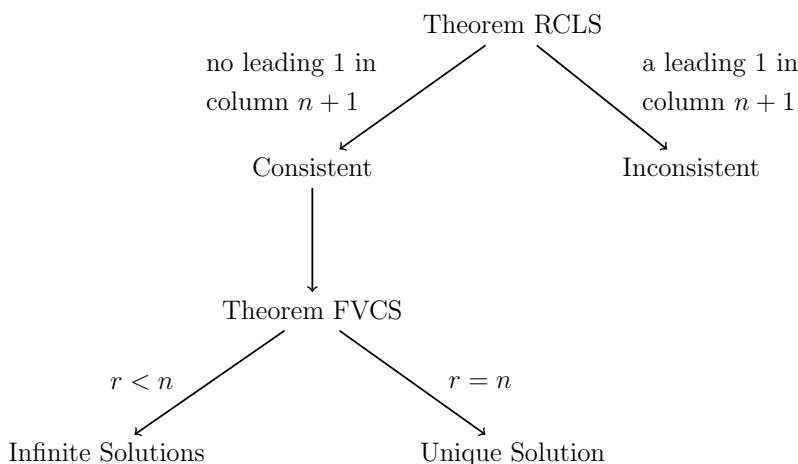 Theorem RCLS
no leading 1 in
column n + 1
a leading 1 in
column n + 1
Consistent
Inconsistent
Theorem FVCS
r < n
r = n
Infinite Solutions
Unique Solution